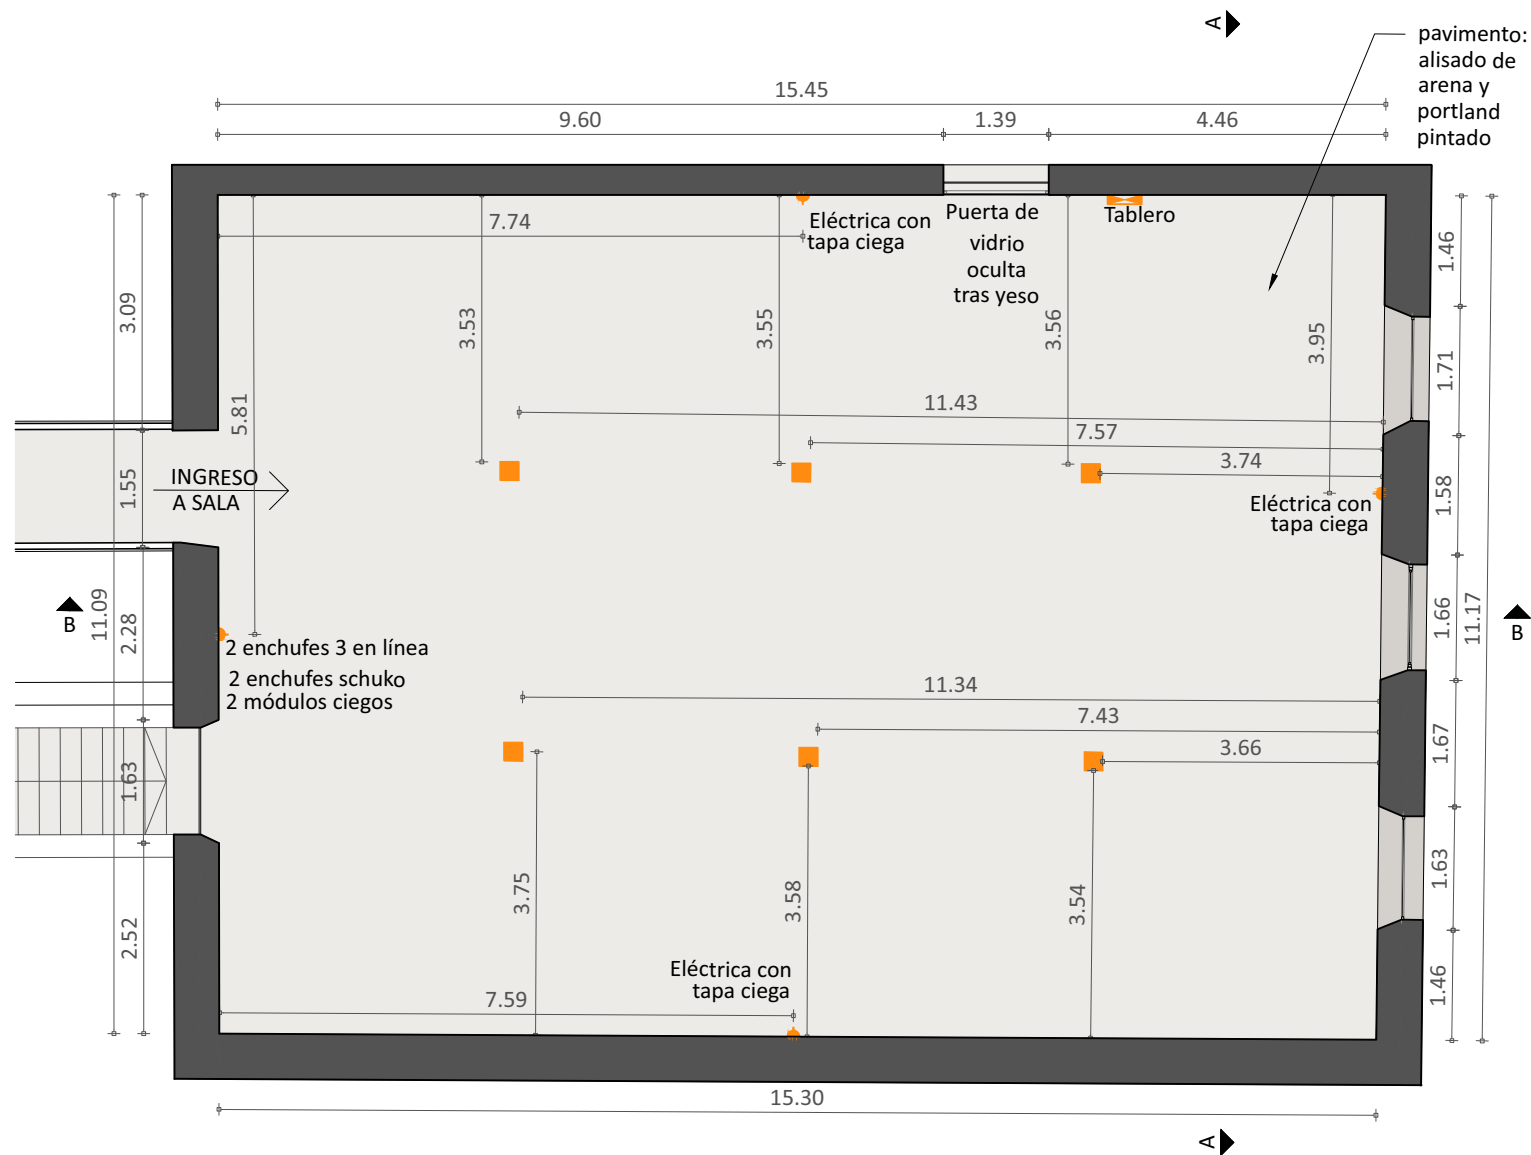 A
pavimento:
alisado de
arena y
portland
pintado
15.45
9.60
1.39
4.46
7.74
Eléctrica con
tapa ciega
Puerta de
vidrio
oculta
tras yeso
Tablero
3.09
1.46
3.53
3.55
3.56
3.95
1.71
5.81
11.43
7.57
3.74
INGRESO
A SALA
1.55
Eléctrica con
tapa ciega
1.58
11.09
2.28
B
1.66
11.17
B
2 enchufes 3 en línea
2 enchufes schuko
2 módulos ciegos
11.34
7.43
3.66
1.67
1.63
3.75
3.58
3.54
1.63
2.52
Eléctrica con
tapa ciega
7.59
1.46
15.30
A